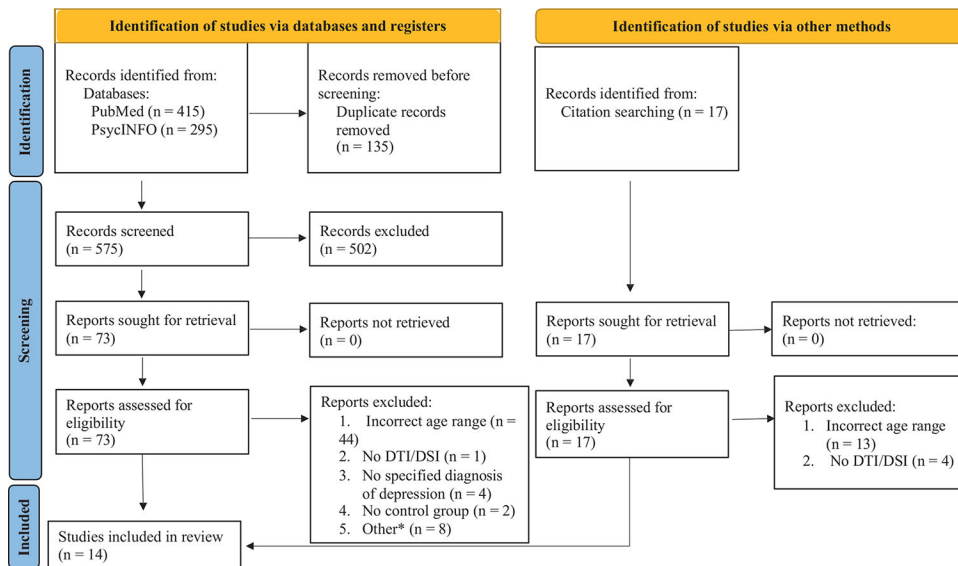 Identification of studies via databases and registers
Identification of studies via other methods
Identification
Records identified from:
Databases:
PubMed (n = 415)
PsycINFO (n = 295)
Records removed before
screening:
Duplicate records
removed
(n = 135)
Records identified from:
Citation searching (n = 17)
Screening
Records screened
(n = 575)
Records excluded
(n = 502)
Reports sought for retrieval
(n = 73)
Reports not retrieved
(n = 0)
Reports sought for retrieval
(n = 17)
Reports not retrieved:
(n = 0)
Reports assessed for
eligibility
(n = 73)
Reports excluded:
1. Incorrect age range (n =
44)
2. No DTI/DSI (n = 1)
3. No specified diagnosis
of depression (n = 4)
4. No control group (n = 2)
5. Other* (n = 8)
Reports assessed for
eligibility
(n = 17)
Reports excluded:
1. Incorrect age range
(n = 13)
2. No DTI/DSI (n = 4)
Included
Studies included in review
(n = 14)